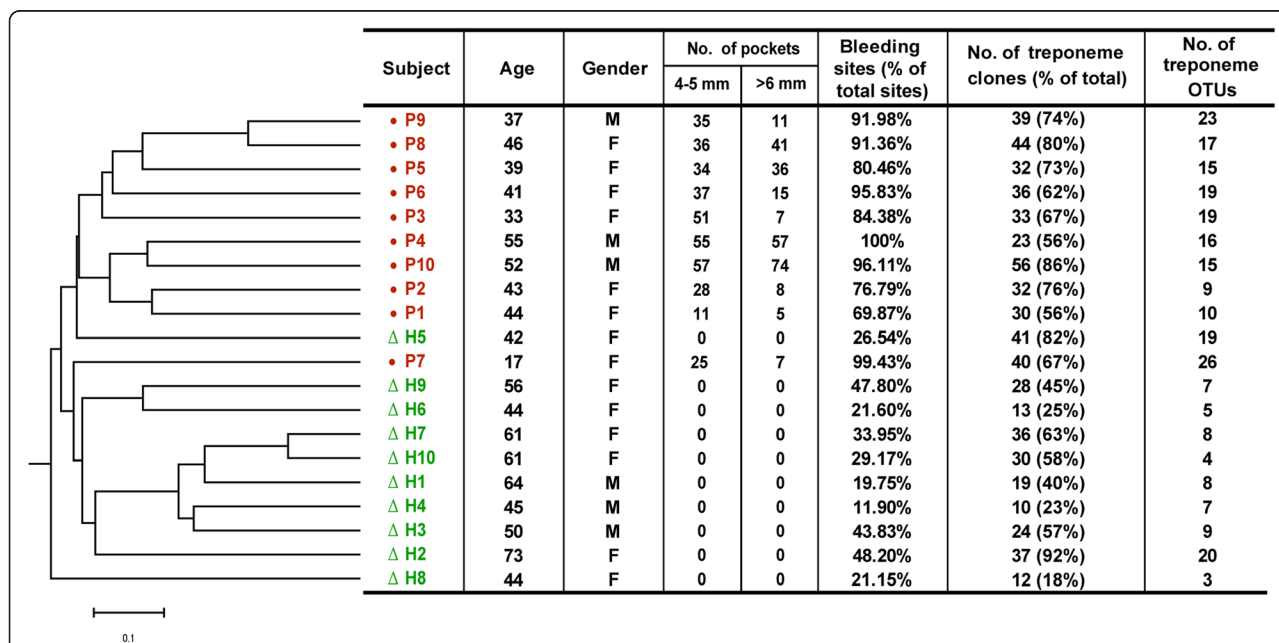 Subject Age Gender No. of pockets Bleeding sites (% of total sites) No. of treponeme clones (% of total) No. of treponeme OTUs
4-5 mm >6 mm
• P9 37 M 35 11 91.98% 39 (74%) 23
• P8 46 F 36 41 91.36% 44 (80%) 17
• P5 39 F 34 36 80.46% 32 (73%) 15
• P6 41 F 37 15 95.83% 36 (62%) 19
• P3 33 F 51 7 84.38% 33 (67%) 19
• P4 55 M 55 57 100% 23 (56%) 16
• P10 52 M 57 74 96.11% 56 (86%) 15
• P2 43 F 28 8 76.79% 32 (76%) 9
• P1 44 F 11 5 69.87% 30 (56%) 10
Δ H5 42 F 0 0 26.54% 41 (82%) 19
• P7 17 F 25 7 99.43% 40 (67%) 26
Δ H9 56 F 0 0 47.80% 28 (45%) 7
Δ H6 44 F 0 0 21.60% 13 (25%) 5
Δ H7 61 F 0 0 33.95% 36 (63%) 8
Δ H10 61 F 0 0 29.17% 30 (58%) 4
Δ H1 64 M 0 0 19.75% 19 (40%) 8
Δ H4 45 M 0 0 11.90% 10 (23%) 7
Δ H3 50 M 0 0 43.83% 24 (57%) 9
Δ H2 73 F 0 0 48.20% 37 (92%) 20
Δ H8 44 F 0 0 21.15% 12 (18%) 3
0.1